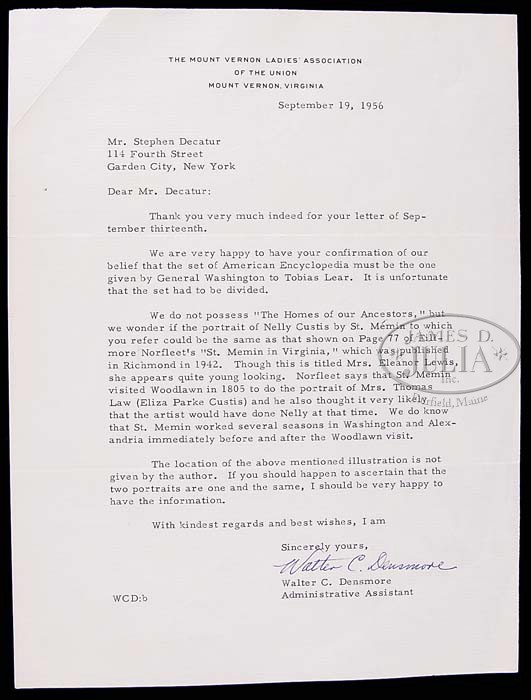 THE MOUNT VERNON LADIES' ASSOCIATION
OF THE UNION
MOUNT VERNON, VIRGINIA
September 19, 1956
Mr. Stephen Decatur
114 Fourth Street
Garden City, New York
Dear Mr. Decatur:
Thank you very much indeed for your letter of Sep-
tember thirteenth.
We are very happy to have your confirmation of our
belief that the set of American Encyclopedia must be the one
given by General Washington to Tobias Lear. It is unfortunate
that the set had to be divided.
We do not possess "The Homes of our Ancestors," but
we wonder if the portrait of Nelly Custis by St. Memin to which
you refer could be the same as that shown on Page 77 of Fill-
more Norfleet's "St. Memin in Virginia," which was published
in Richmond in 1942. Though this is titled Mrs. Eleanor Lewis,
she appears quite young looking. Norfleet says that St. Memin
visited Woodlawn in 1805 to do the portrait of Mrs. Thomas
Law (Eliza Parke Custis) and he also thought it very likely
that the artist would have done Nelly at that time. We do know
that St. Memin worked several seasons in Washington and Alex-
andria immediately before and after the Woodlawn visit.
The location of the above mentioned illustration is not
given by the author. If you should happen to ascertain that the
two portraits are one and the same, I should be very happy to
have the information.
With kindest regards and best wishes, I am
Sincerely yours,
Walter C. Densmore
Walter C. Densmore
Administrative Assistant
WCD:b
JAMES D.
JULIA
Inc.
Fairfield, Maine